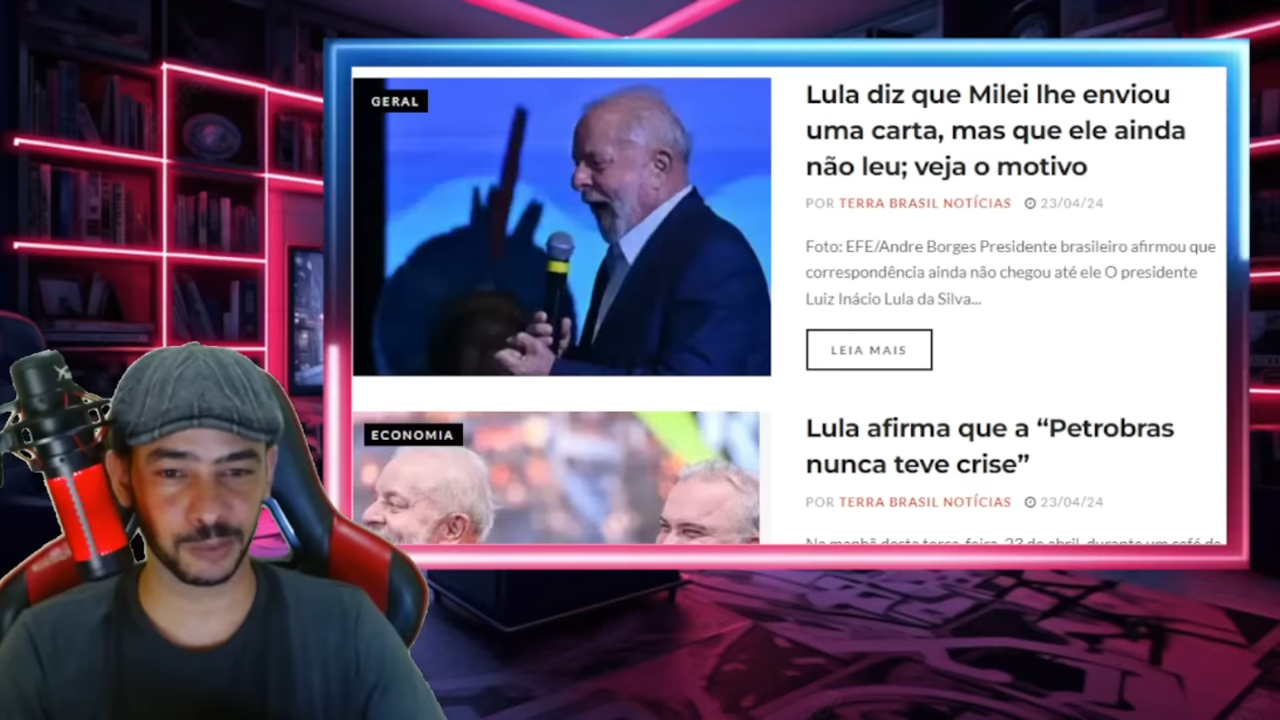 GERAL
Lula diz que Milei lhe enviou
uma carta, mas que ele ainda
não leu; veja o motivo
POR TERRA BRASIL NOTÍCIAS 23/04/24
Foto: EFE/Andre Borges Presidente brasileiro afirmou que
correspondência ainda não chegou até ele O presidente
Luiz Inácio Lula da Silva...
LEIA MAIS
ECONOMIA
Lula afirma que a “Petrobras
nunca teve crise”
POR TERRA BRASIL NOTÍCIAS 23/04/24